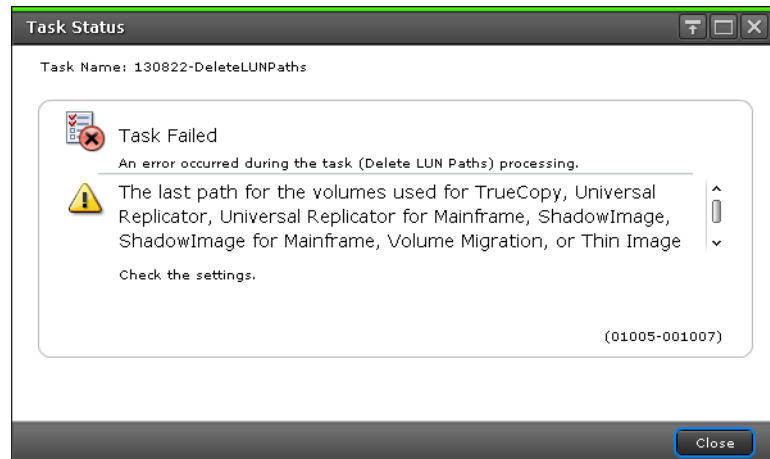 Task Status
Task Name: 130822-DeleteLUNPaths
Task Failed
An error occurred during the task (Delete LUN Paths) processing.
The last path for the volumes used for TrueCopy, Universal
Replicator, Universal Replicator for Mainframe, ShadowImage,
ShadowImage for Mainframe, Volume Migration, or Thin Image
Check the settings.
(01005-001007)
Close